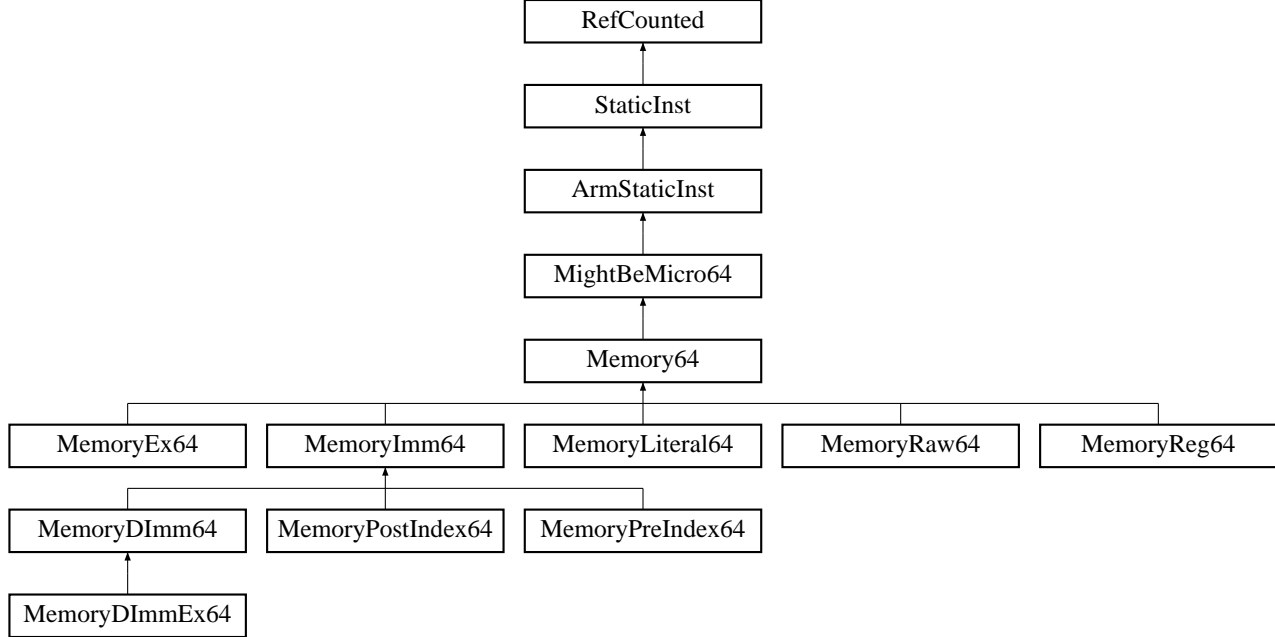 RefCounted
StaticInst
ArmStaticInst
MightBeMicro64
Memory64
MemoryEx64 MemoryImm64 MemoryLiteral64 MemoryRaw64 MemoryReg64
MemoryDImm64 MemoryPostIndex64 MemoryPreIndex64
MemoryDImmEx64